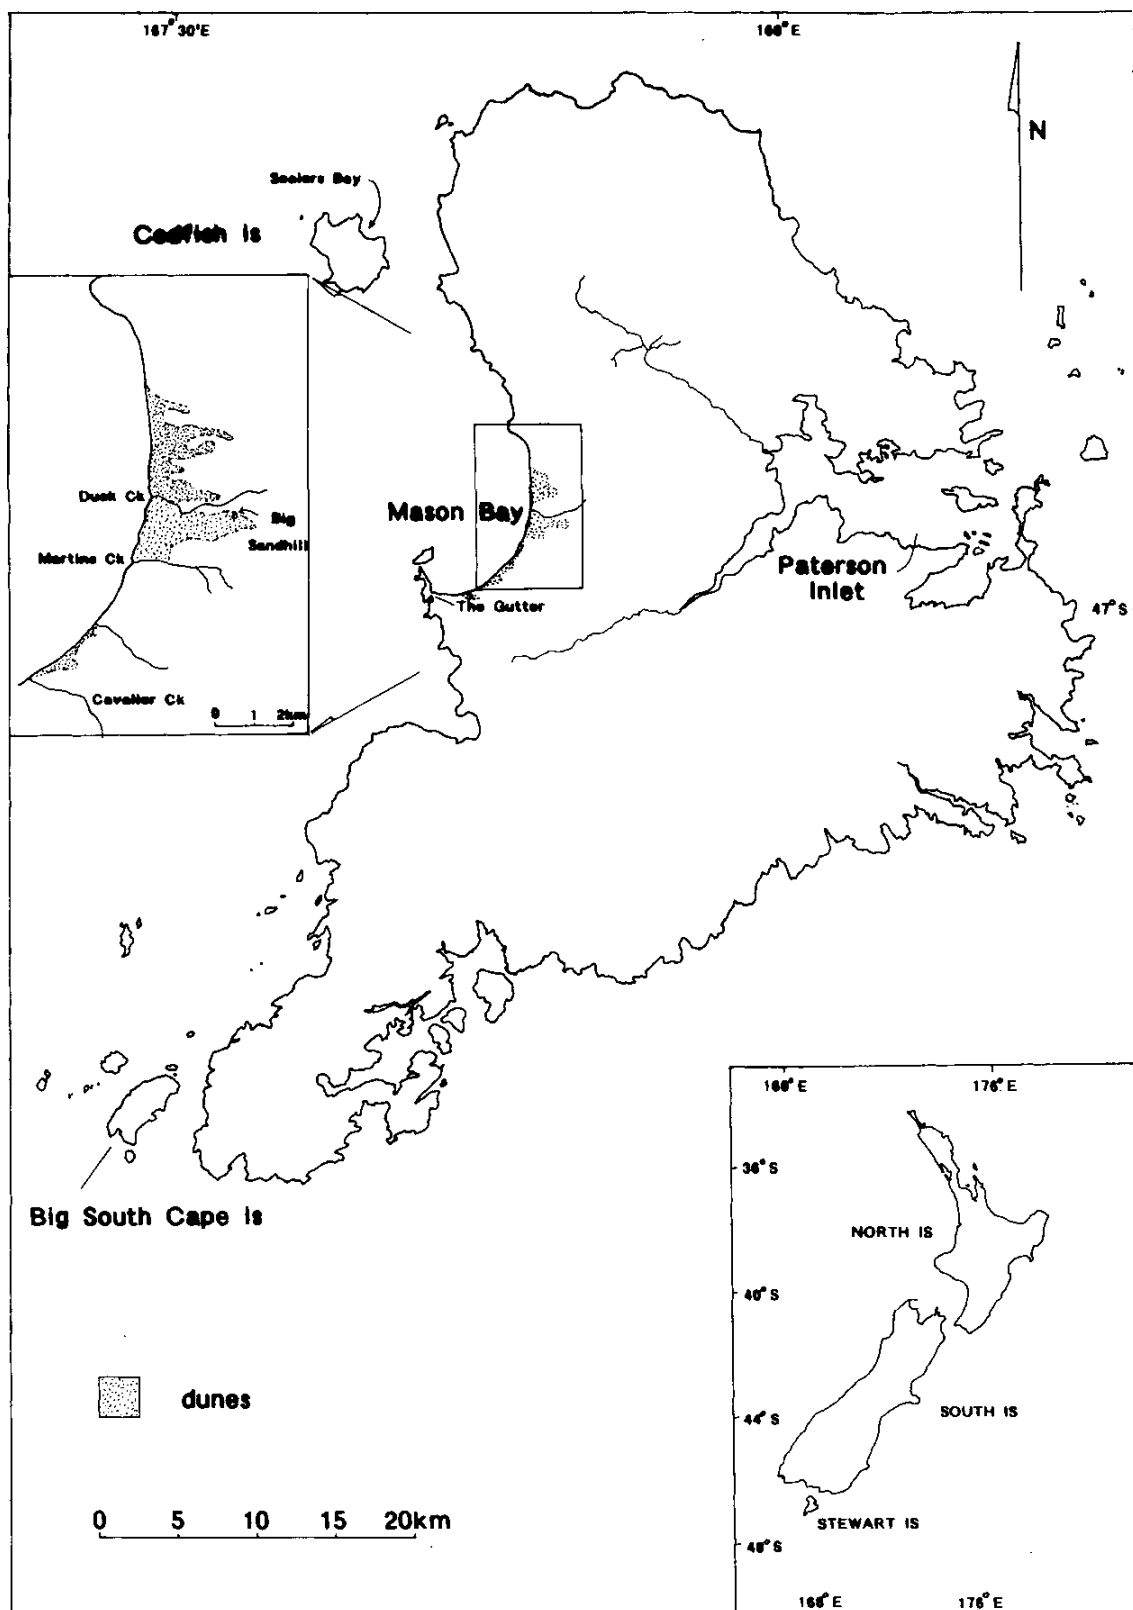 167°30'E
168°E
N
Sealers Bay
Codfish Is
Duck Ck
Big
Sandhill
Martins Ck
Cavalier Ck
0 1 2km
Mason Bay
The Gutter
Paterson
Inlet
47°S
Big South Cape Is
dunes
0 5 10 15 20km
168°E 176°E
36°S
NORTH IS
40°S
44°S
SOUTH IS
STEWART IS
48°S
168°E 176°E